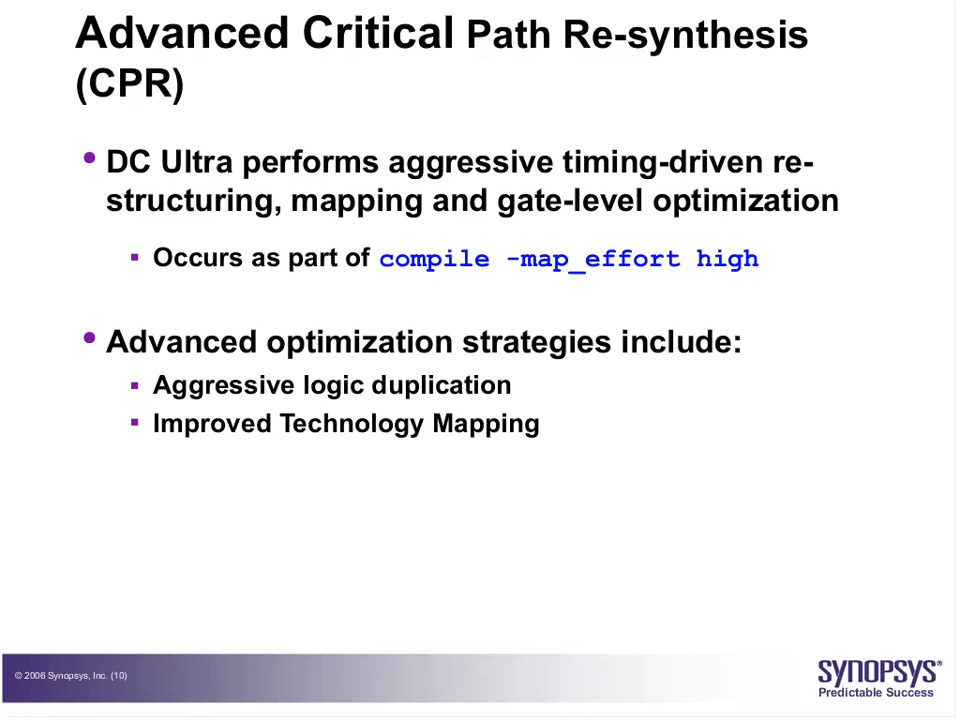 Advanced Critical Path Re-synthesis
(CPR)
• DC Ultra performs aggressive timing-driven re-
structuring, mapping and gate-level optimization
▪ Occurs as part of compile -map_effort high
• Advanced optimization strategies include:
▪ Aggressive logic duplication
▪ Improved Technology Mapping
© 2006 Synopsys, Inc. (10)
SYNOPSYS®
Predictable Success